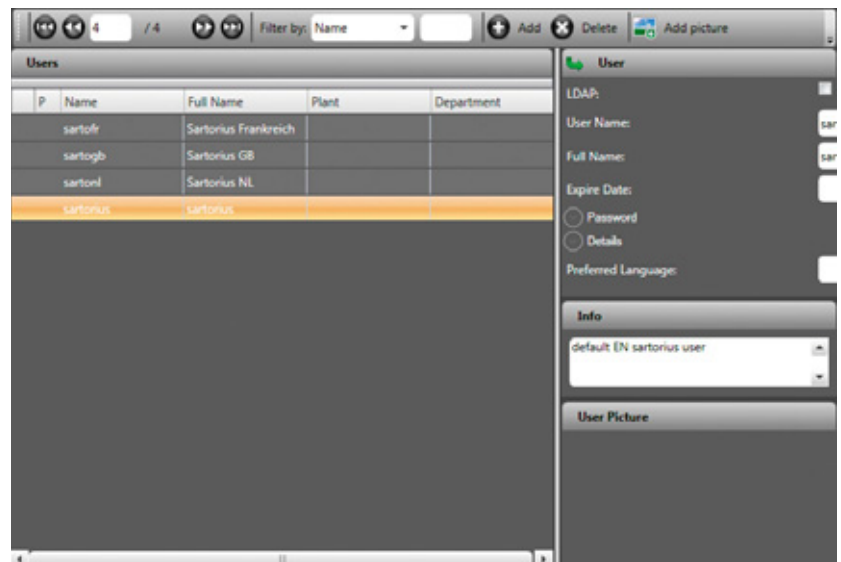 4 / 4 Filter by: Name Add Delete Add picture
Users
P Name Full Name Plant Department
sartofr Sartorius Frankreich
sartogb Sartorius GB
sartonl Sartorius NL
sartorius sartorius
User
LDAP:
User Name: sar
Full Name: sar
Expire Date:
Password
Details
Preferred Language:
Info
default EN sartorius user
User Picture